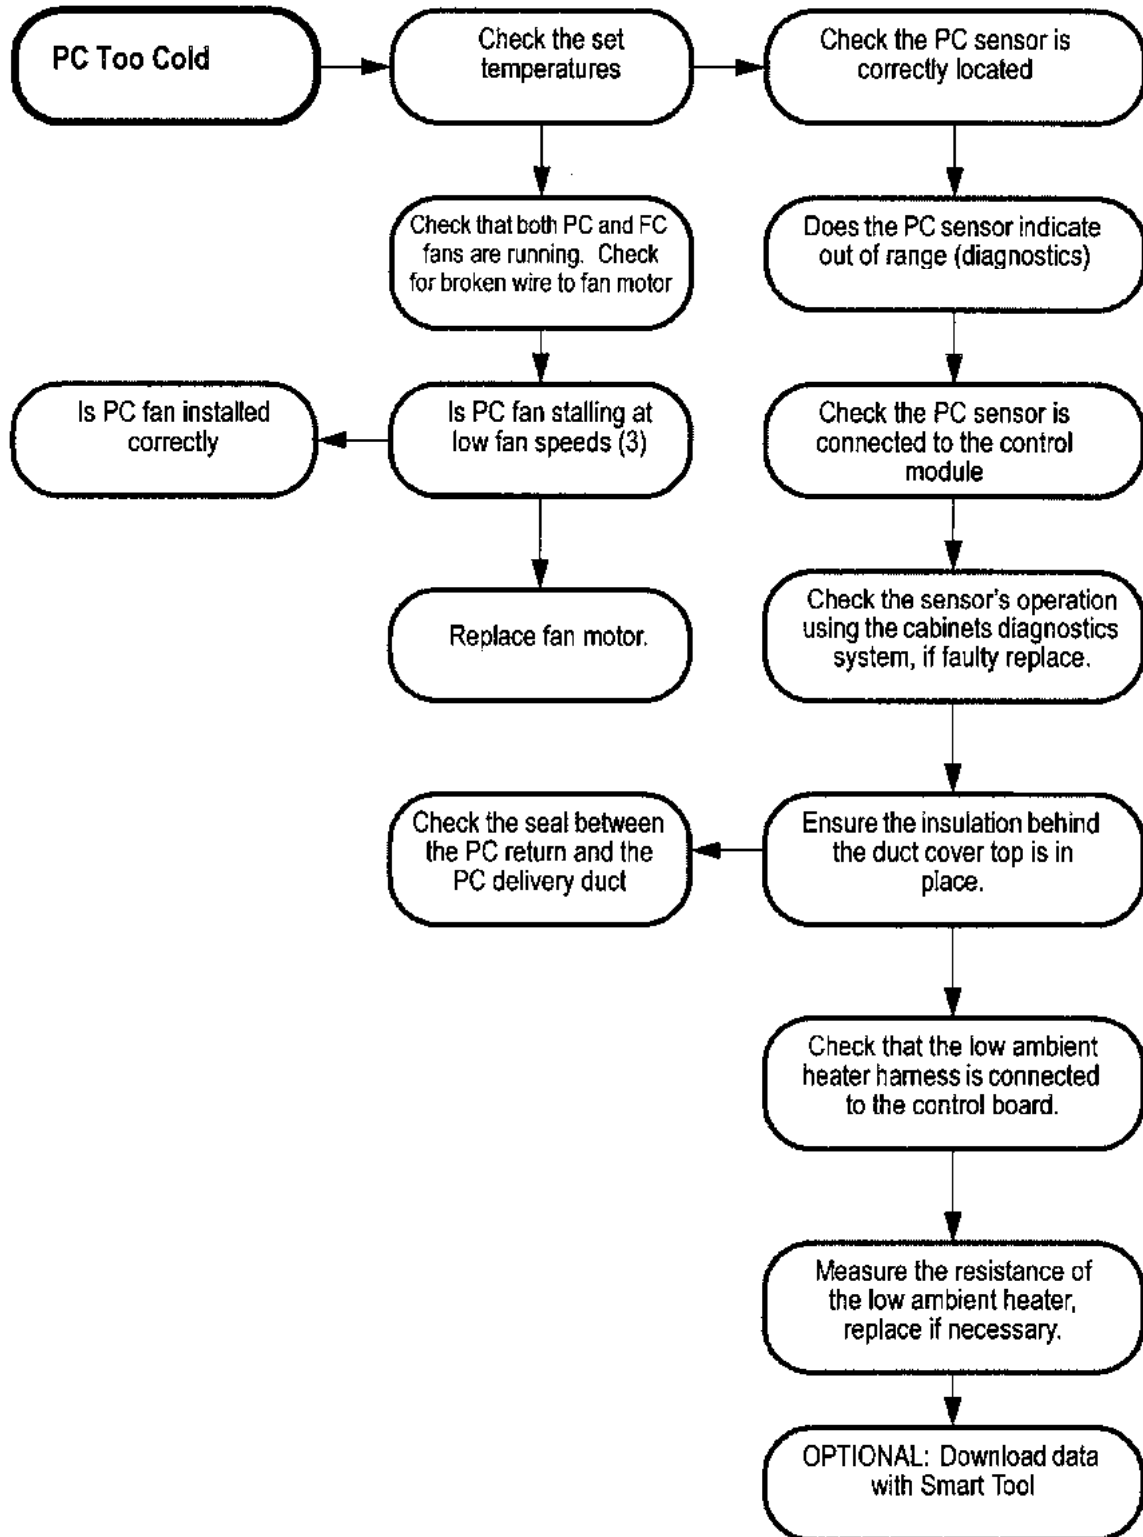 PC Too Cold
Check the set
temperatures
Check the PC sensor is
correctly located
Check that both PC and FC
fans are running. Check
for broken wire to fan motor
Does the PC sensor indicate
out of range (diagnostics)
Is PC fan installed
correctly
Is PC fan stalling at
low fan speeds (3)
Check the PC sensor is
connected to the control
module
Replace fan motor.
Check the sensor's operation
using the cabinets diagnostics
system, if faulty replace.
Check the seal between
the PC return and the
PC delivery duct
Ensure the insulation behind
the duct cover top is in
place.
Check that the low ambient
heater harness is connected
to the control board.
Measure the resistance of
the low ambient heater,
replace if necessary.
OPTIONAL: Download data
with Smart Tool